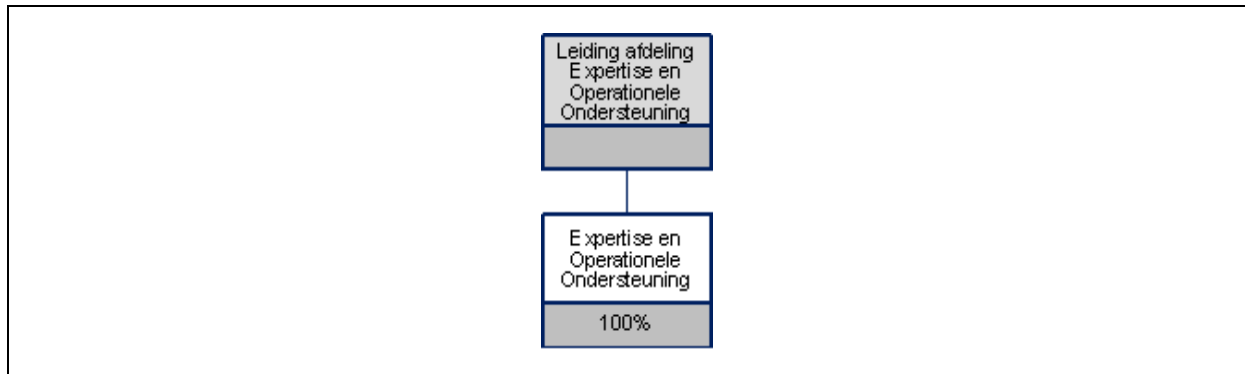 Leiding afdeling
Expertise en
Operationele
Ondersteuning
Expertise en
Operationele
Ondersteuning
100%